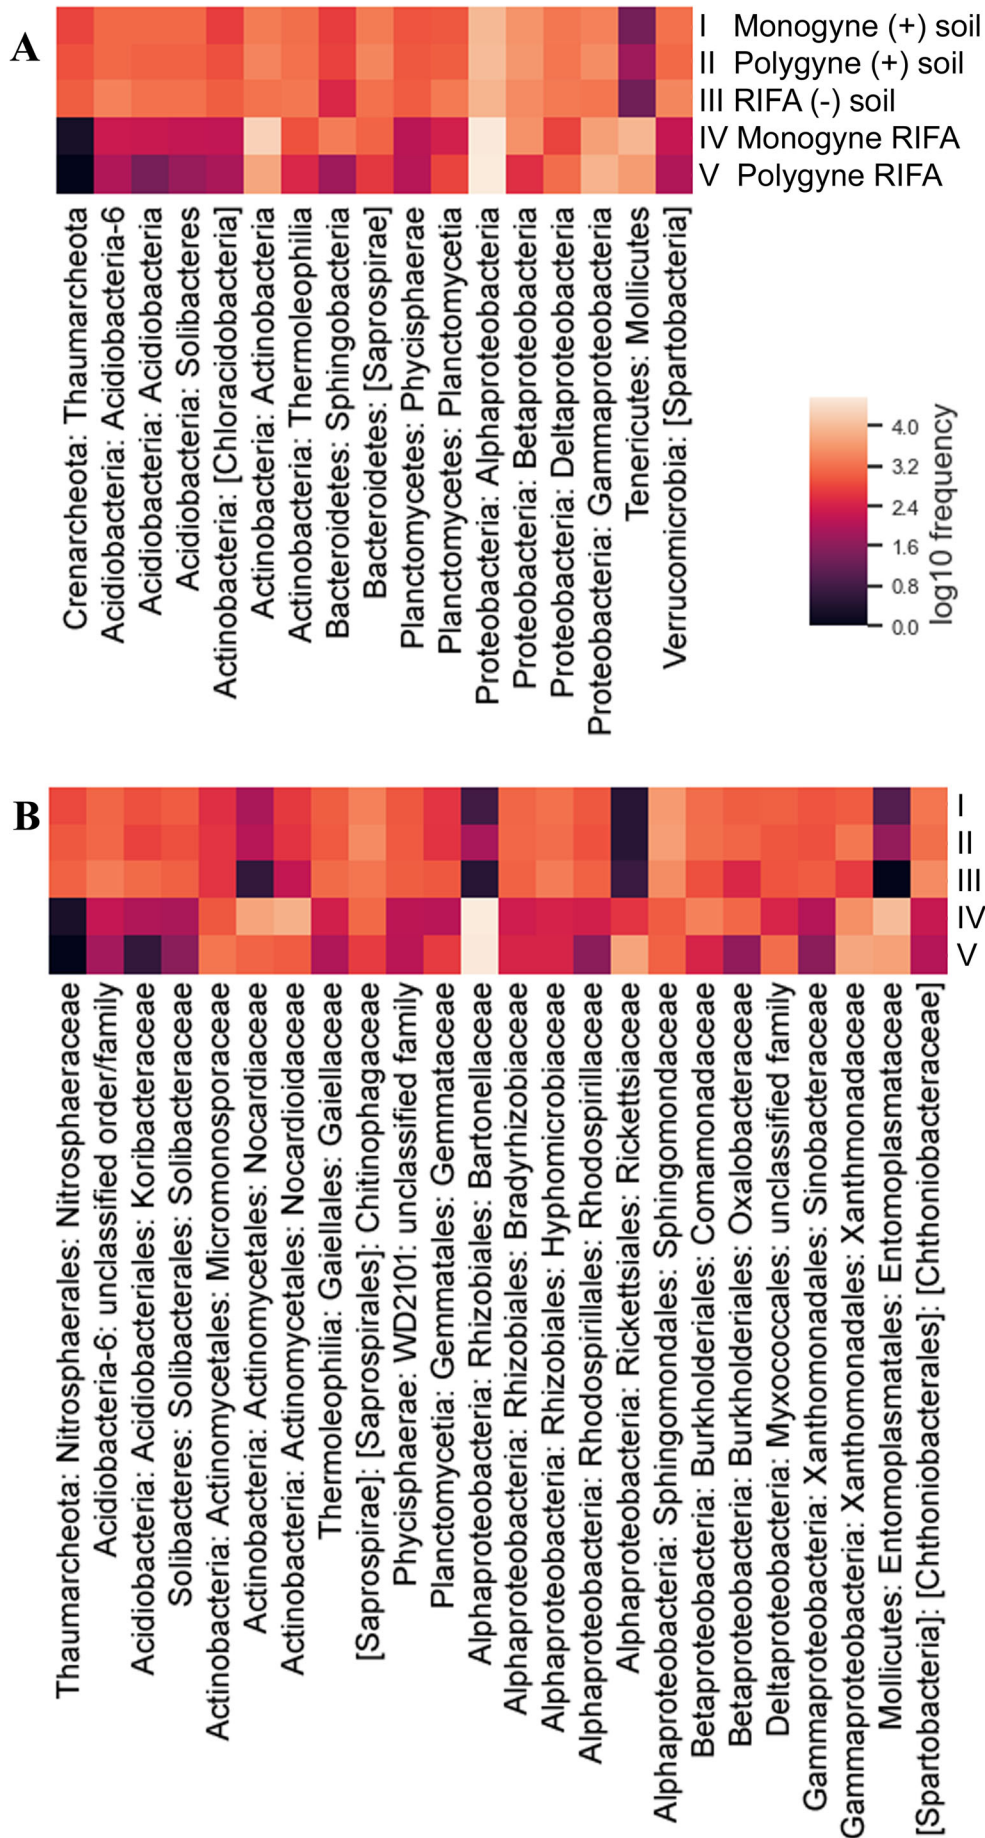 A
I Monogyne (+) soil
II Polygyne (+) soil
III RIFA (-) soil
IV Monogyne RIFA
V Polygyne RIFA
Crenarcheota: Thaumarcheota
Acidiobacteria: Acidiobacteria-6
Acidiobacteria: Acidiobacteria
Acidiobacteria: Solibacteres
Actinobacteria: [Chloracidobacteria]
Actinobacteria: Actinobacteria
Actinobacteria: Thermoleophilia
Bacteroidetes: Sphingobacteria
Bacteroidetes: [Saprospirae]
Planctomycetes: Phycisphaerae
Planctomycetes: Planctomycetia
Proteobacteria: Alphaproteobacteria
Proteobacteria: Betaproteobacteria
Proteobacteria: Deltaproteobacteria
Proteobacteria: Gammaproteobacteria
Tenericutes: Mollicutes
Verrucomicrobia: [Spartobacteria]
4.0
3.2
2.4
1.6
0.8
0.0
log10 frequency
B
I
II
III
IV
V
Thaumarcheota: Nitrosphaerales: Nitrosphaeraceae
Acidiobacteria-6: unclassified order/family
Acidiobacteria: Acidiobacteriales: Koribacteraceae
Solibacteres: Solibacterales: Solibacteraceae
Actinobacteria: Actinomycetales: Micromonosporaceae
Actinobacteria: Actinomycetales: Nocardiaceae
Actinobacteria: Actinomycetales: Nocardioidaceae
Thermoleophilia: Gaiellales: Gaiellaceae
[Saprospirae]: [Saprospirales]: Chitinophagaceae
Phycisphaerae: WD2101: unclassified family
Planctomycetia: Gemmatales: Gemmataceae
Alphaproteobacteria: Rhizobiales: Bartonellaceae
Alphaproteobacteria: Rhizobiales: Bradyrhizobiaceae
Alphaproteobacteria: Rhizobiales: Hyphomicrobiaceae
Alphaproteobacteria: Rhodospirillales: Rhodospirillaceae
Alphaproteobacteria: Rickettsiales: Rickettsiaceae
Alphaproteobacteria: Sphingomondales: Sphingomondaceae
Betaproteobacteria: Burkholderiales: Comamonadaceae
Betaproteobacteria: Burkholderiales: Oxalobacteraceae
Deltaproteobacteria: Myxococcales: unclassified family
Gammaproteobacteria: Xanthomonadales: Sinobacteraceae
Gammaproteobacteria: Xanthomonadales: Xanthmonadaceae
Mollicutes: Entomoplasmatales: Entomoplasmataceae
[Spartobacteria]: [Chthoniobacterales]: [Chthoniobacteraceae]